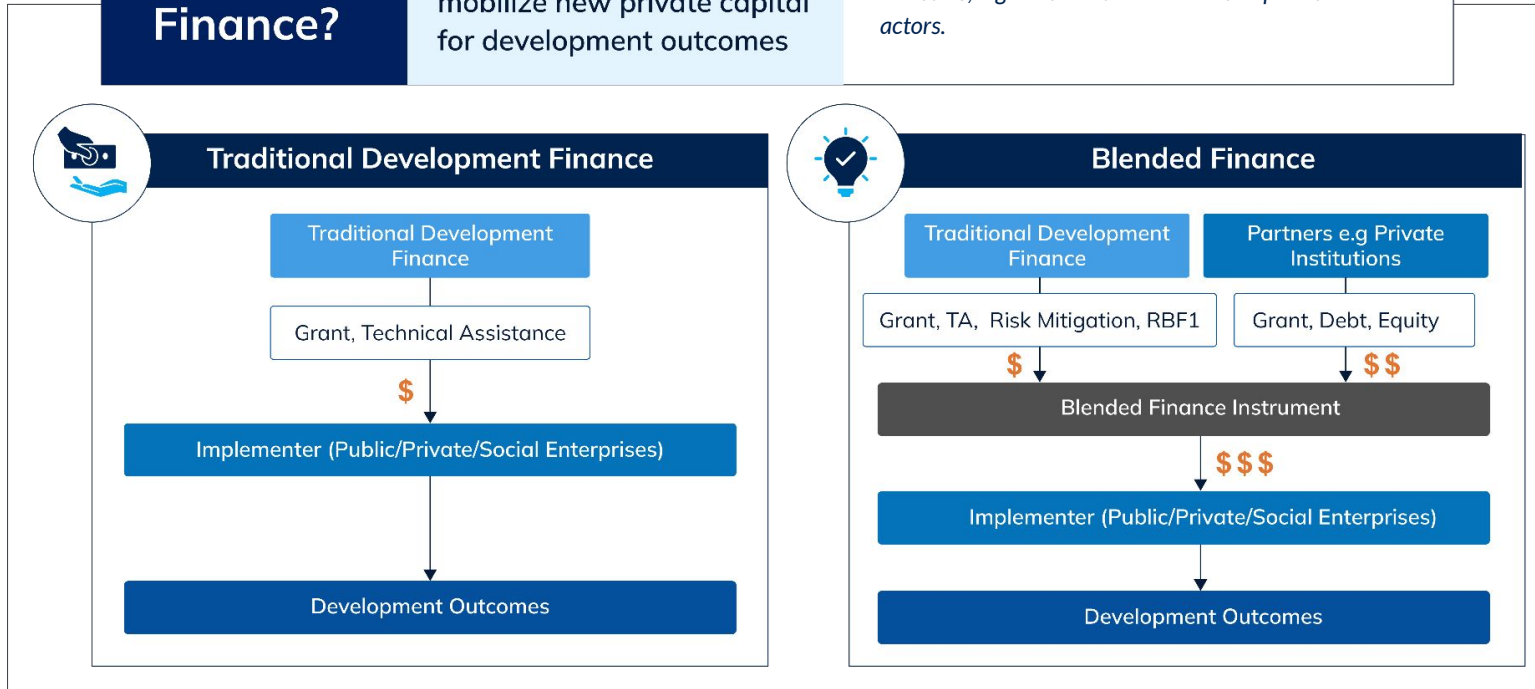 Finance?
mobilize new private capital
for development outcomes
actors.
Traditional Development Finance
Traditional Development
Finance
Grant, Technical Assistance
$
Implementer (Public/Private/Social Enterprises)
Development Outcomes
Blended Finance
Traditional Development
Finance
Partners e.g Private
Institutions
Grant, TA, Risk Mitigation, RBF1
Grant, Debt, Equity
$
$$
Blended Finance Instrument
$$$
Implementer (Public/Private/Social Enterprises)
Development Outcomes